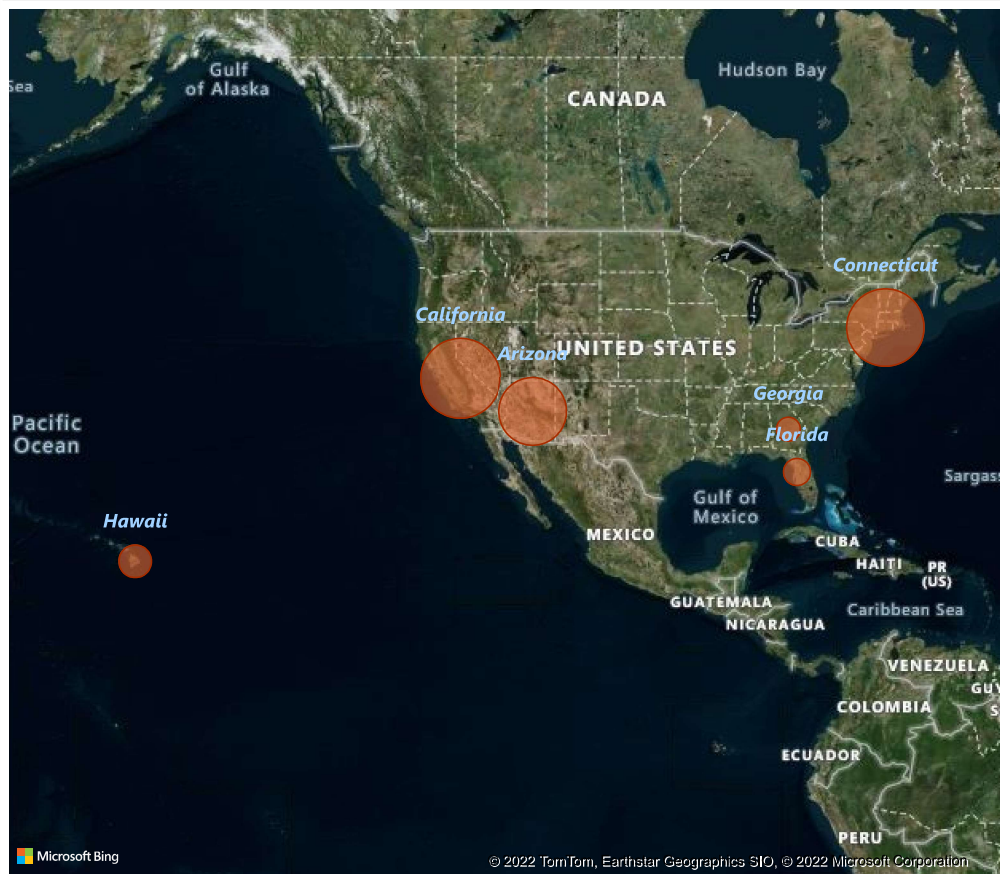 Gulf
of Alaska
Sea
Hudson Bay
CANADA
Connecticut
California
Arizona
UNITED STATES
Georgia
Pacific
Ocean
Florida
Gulf of
Mexico
Hawaii
MEXICO
CUBA
HAITI
PR
(US)
GUATEMALA
Caribbean Sea
NICARAGUA
VENEZUELA
COLOMBIA
ECUADOR
PERU
Microsoft Bing
© 2022 TomTom, Earthstar Geographics SIO, © 2022 Microsoft Corporation